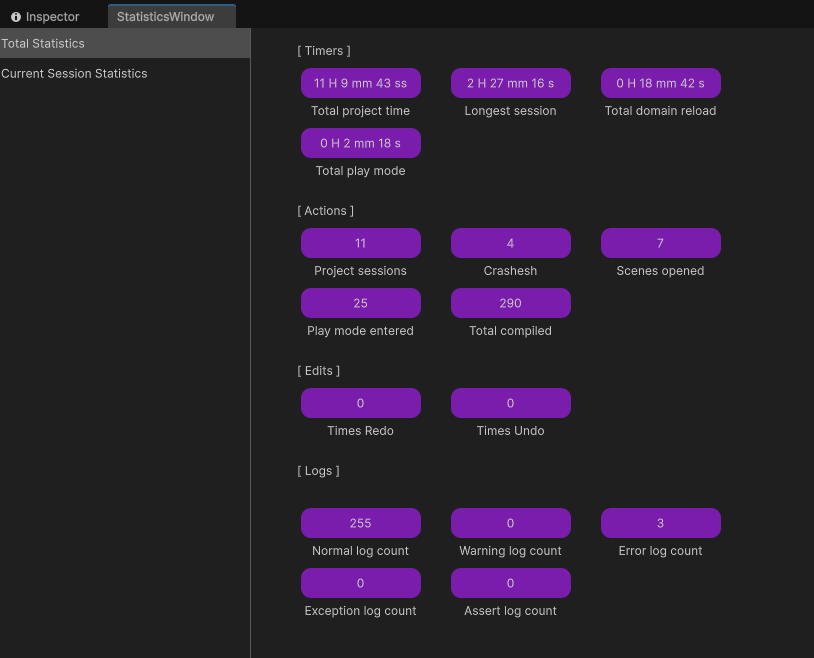 Inspector
StatisticsWindow
Total Statistics
Current Session Statistics
[ Timers ]
11 H 9 mm 43 ss
2 H 27 mm 16 s
0 H 18 mm 42 s
Total project time
Longest session
Total domain reload
0 H 2 mm 18 s
Total play mode
[ Actions ]
11
4
7
Project sessions
Crashesh
Scenes opened
25
290
Play mode entered
Total compiled
[ Edits ]
0
0
Times Redo
Times Undo
[ Logs ]
255
0
3
Normal log count
Warning log count
Error log count
0
0
Exception log count
Assert log count